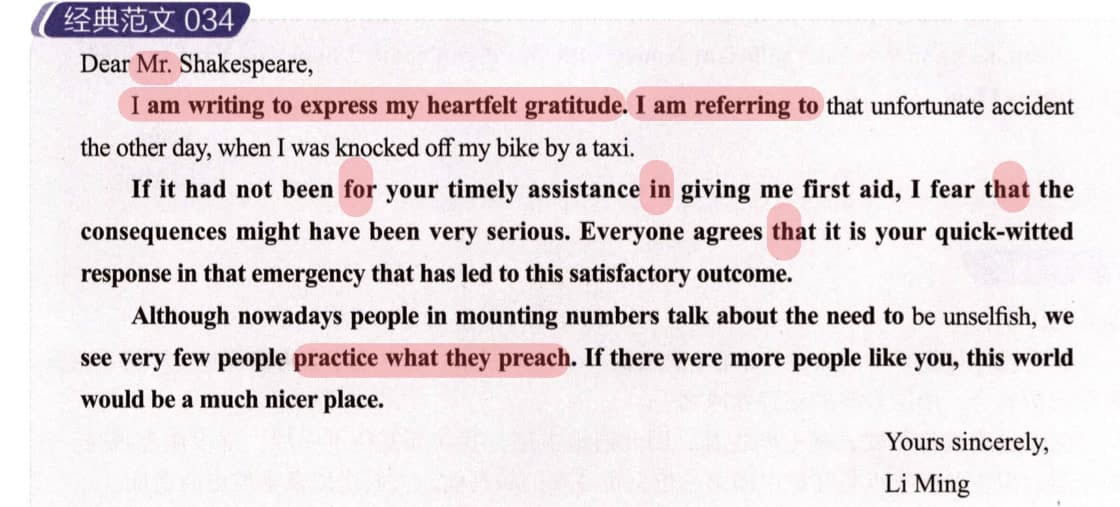 经典范文 034
Dear Mr. Shakespeare,
I am writing to express my heartfelt gratitude. I am referring to that unfortunate accident
the other day, when I was knocked off my bike by a taxi.
If it had not been for your timely assistance in giving me first aid, I fear that the
consequences might have been very serious. Everyone agrees that it is your quick-witted
response in that emergency that has led to this satisfactory outcome.
Although nowadays people in mounting numbers talk about the need to be unselfish, we
see very few people practice what they preach. If there were more people like you, this world
would be a much nicer place.
Yours sincerely,
Li Ming